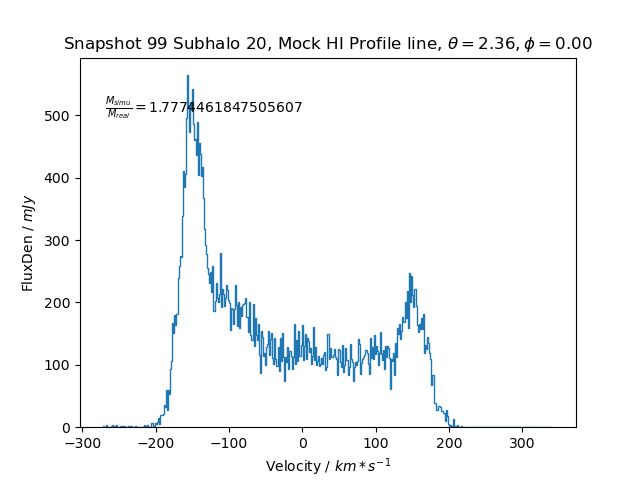 Snapshot 99 Subhalo 20, Mock HI Profile line, θ = 2.36, ϕ = 0.00
M_simu/M_real = 1.7774461847505607
FluxDen / mJy
500
400
300
200
100
0
−300 −200 −100 0 100 200 300
Velocity / km * s⁻¹